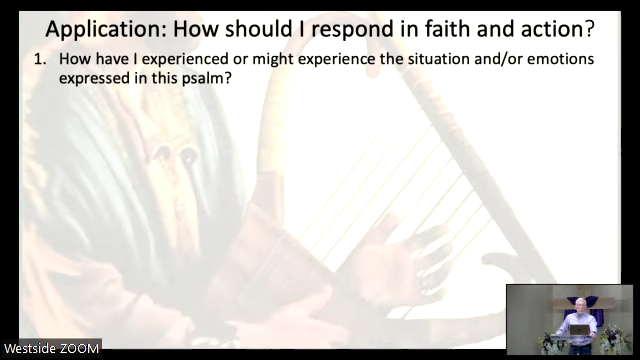 Application: How should I respond in faith and action?
1. How have I experienced or might experience the situation and/or emotions
expressed in this psalm?
Westside ZOOM